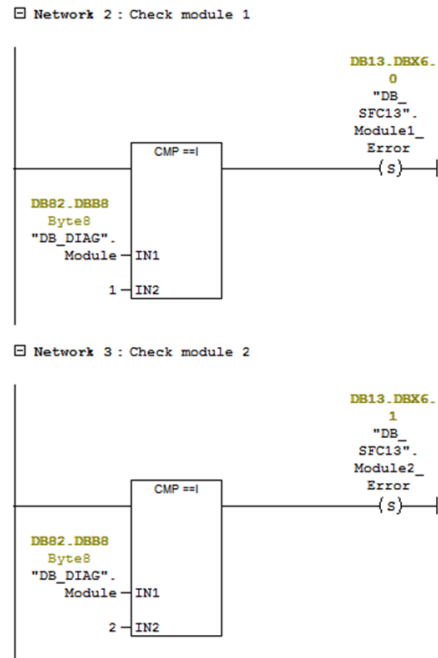 Network 2 : Check module 1
DB13.DBX6.
0
"DB_
SFC13".
Module1_
Error
CMP ==I
(S)
DB82.DBB8
Byte8
"DB_DIAG".
Module
IN1
1
IN2
Network 3 : Check module 2
DB13.DBX6.
1
"DB_
SFC13".
Module2_
Error
CMP ==I
(S)
DB82.DBB8
Byte8
"DB_DIAG".
Module
IN1
2
IN2